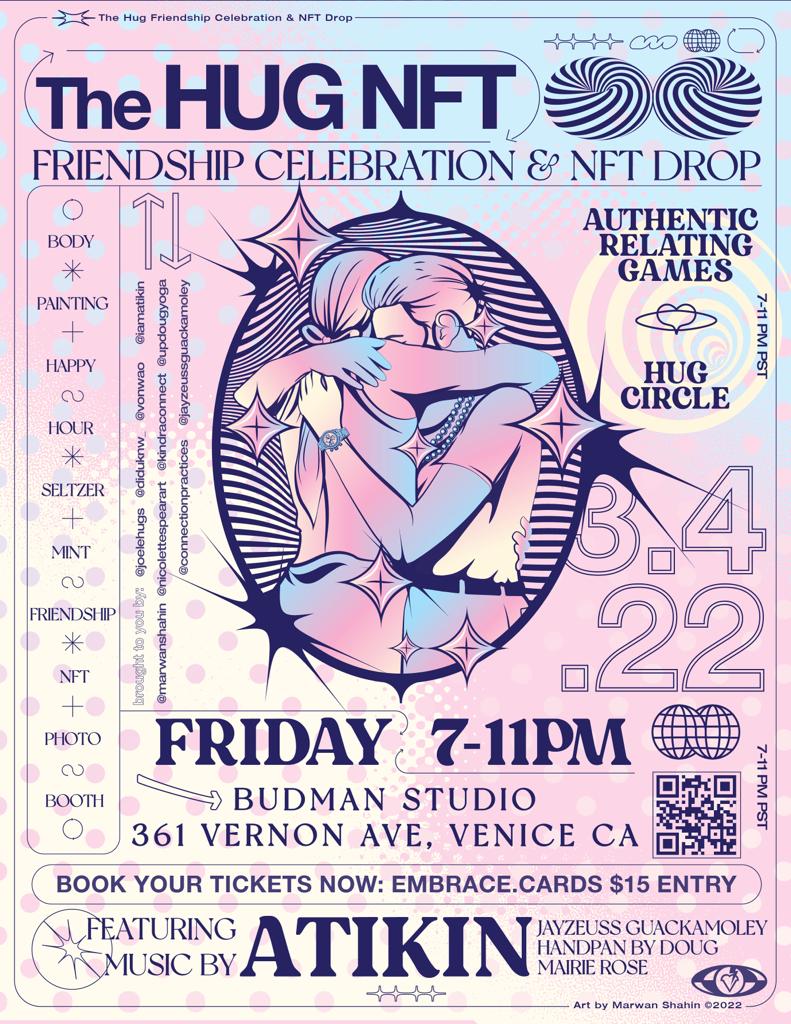 The Hug Friendship Celebration & NFT Drop
The HUG NFT
FRIENDSHIP CELEBRATION & NFT DROP
BODY
PAINTING
HAPPY
HOUR
SELTZER
MINT
FRIENDSHIP
NFT
PHOTO
BOOTH
brought to you by: @joelehugs @diduknw_ @vonwao @iamatikin
@marwanshahin @nicolettespearart @kindraconnect @updougyoga
@connectionpractices @jayzeussguackamoley
AUTHENTIC
RELATING
GAMES
HUG
CIRCLE
7-11 PM PST
3.4
.22
FRIDAY 7-11PM
BUDMAN STUDIO
361 VERNON AVE, VENICE CA
7-11 PM PST
BOOK YOUR TICKETS NOW: EMBRACE.CARDS $15 ENTRY
FEATURING
MUSIC BY
ATIKIN
JAYZEUSS GUACKAMOLEY
HANDPAN BY DOUG
MAIRIE ROSE
Art by Marwan Shahin ©2022